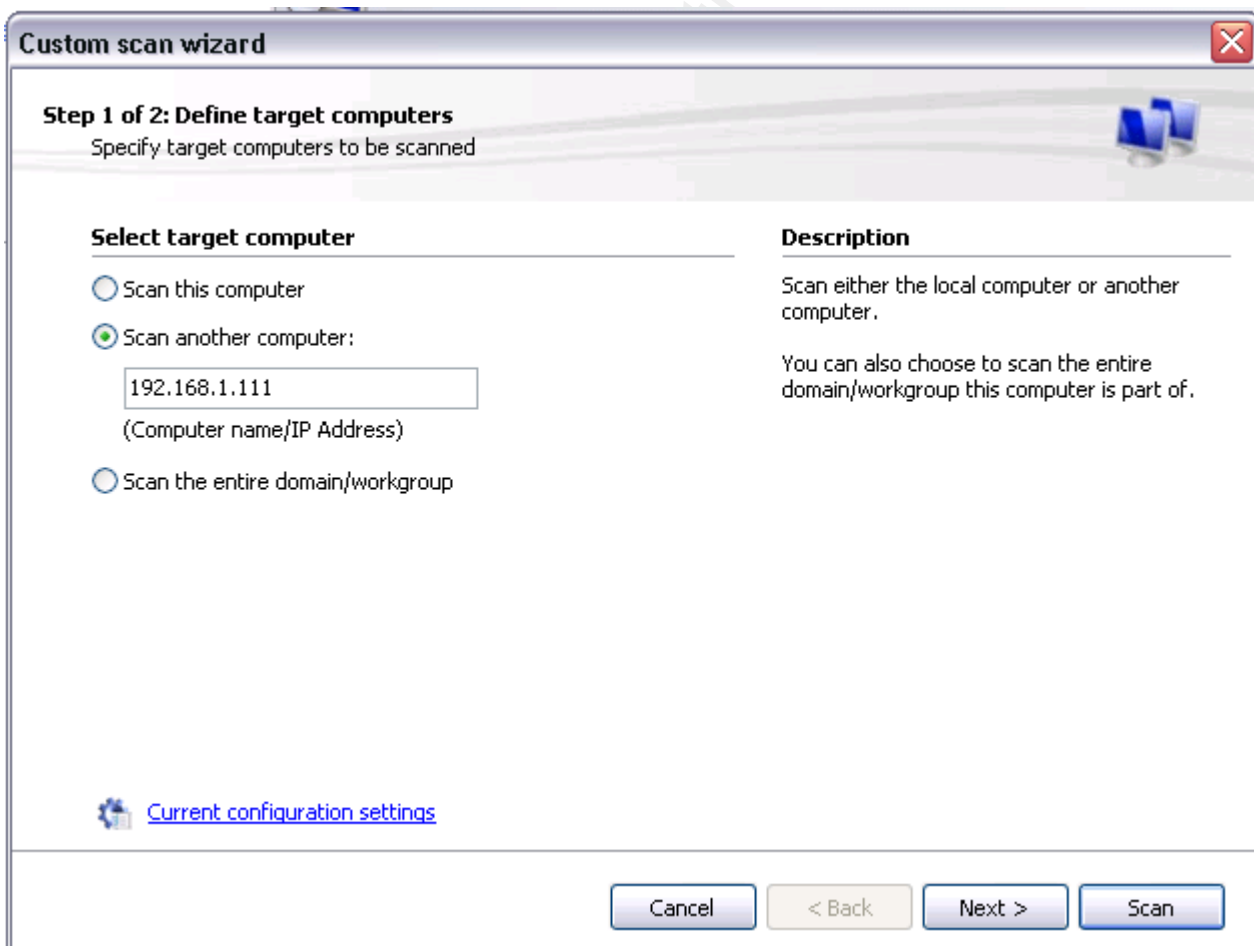 Custom scan wizard
Step 1 of 2: Define target computers
Specify target computers to be scanned
Select target computer
Scan this computer
Scan another computer:
192.168.1.111
(Computer name/IP Address)
Scan the entire domain/workgroup
Description
Scan either the local computer or another
computer.
You can also choose to scan the entire
domain/workgroup this computer is part of.
Current configuration settings
Cancel
< Back
Next >
Scan